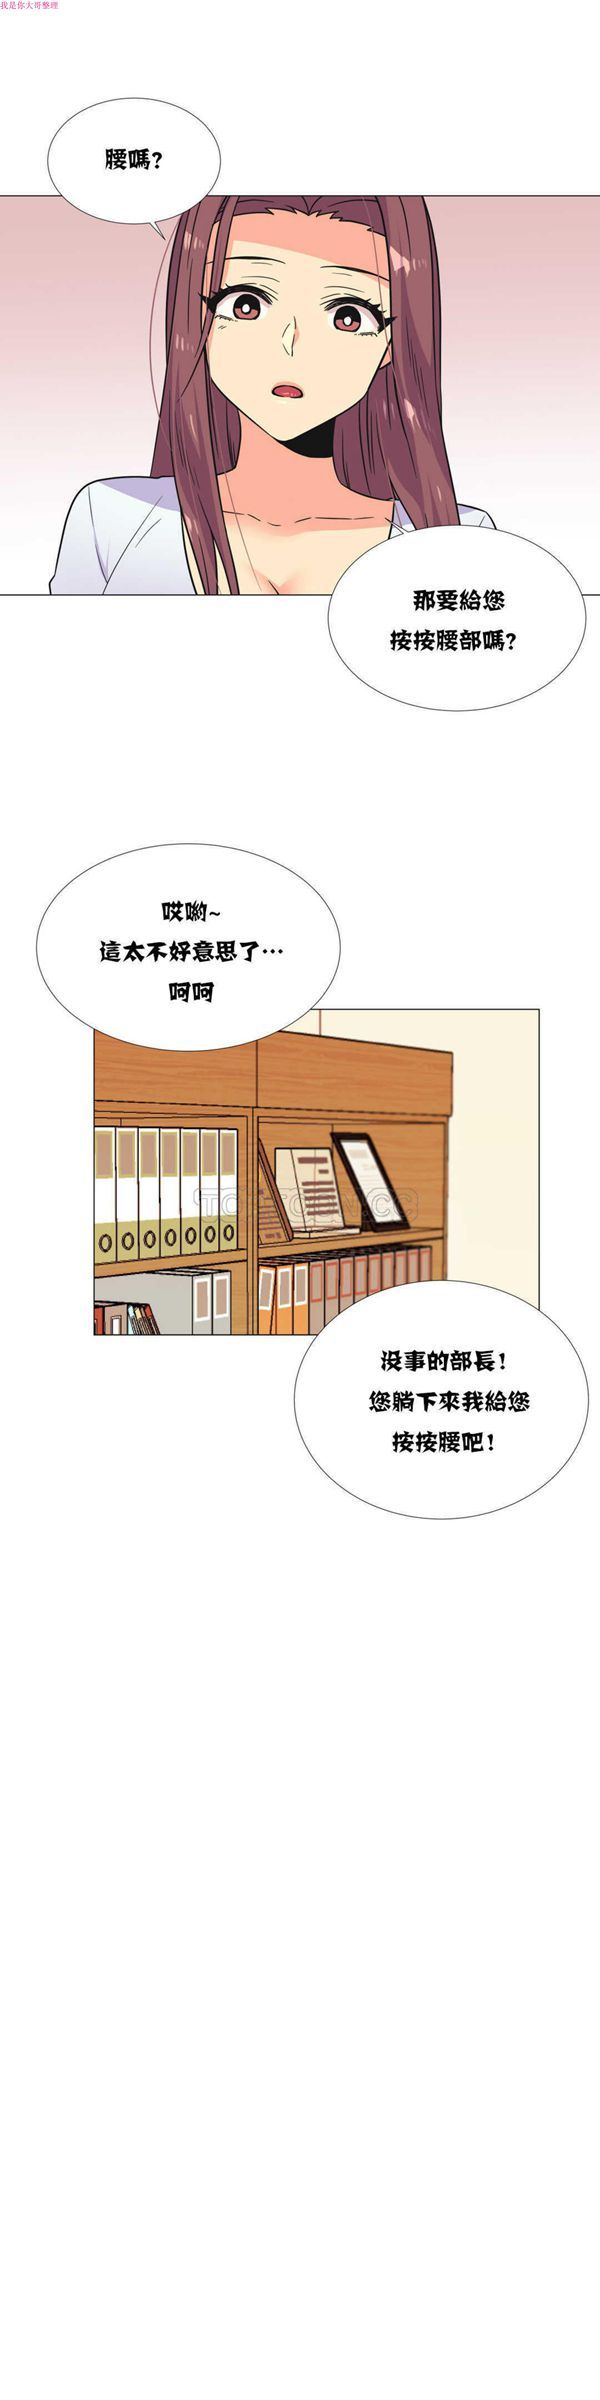 我是你大哥整理
腰嗎?
那要給您
按按腰部嗎?
哎喲~
這太不好意思了…
呵呵
TOPTOON.CC
没事的部長!
您躺下來我給您
按按腰吧!